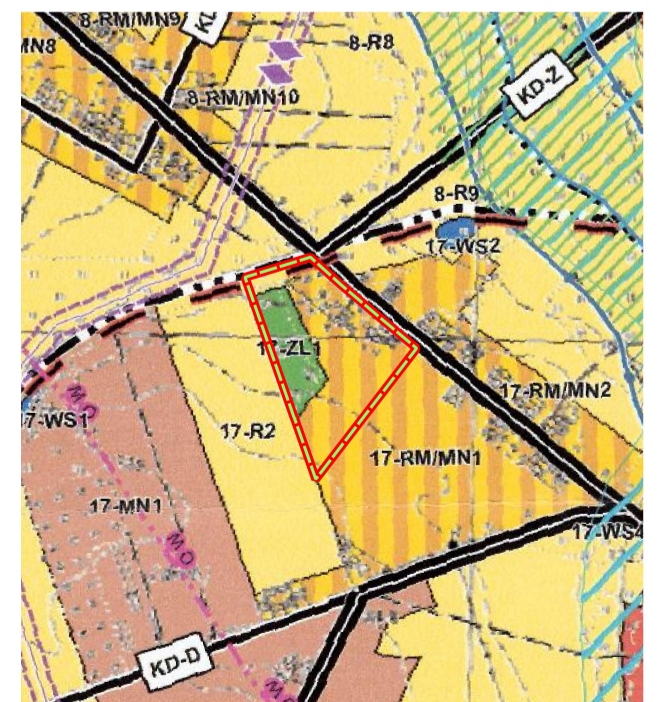 8-RM/MN9
8-R8
MN8
KD-Z
8-RM/MN10
8-R9
17-WS2
17-ZL1
17-RM/MN2
17-WS1
17-R2
17-RM/MN1
M O
17-MN1
17-WS4
M O
KD-D
M O